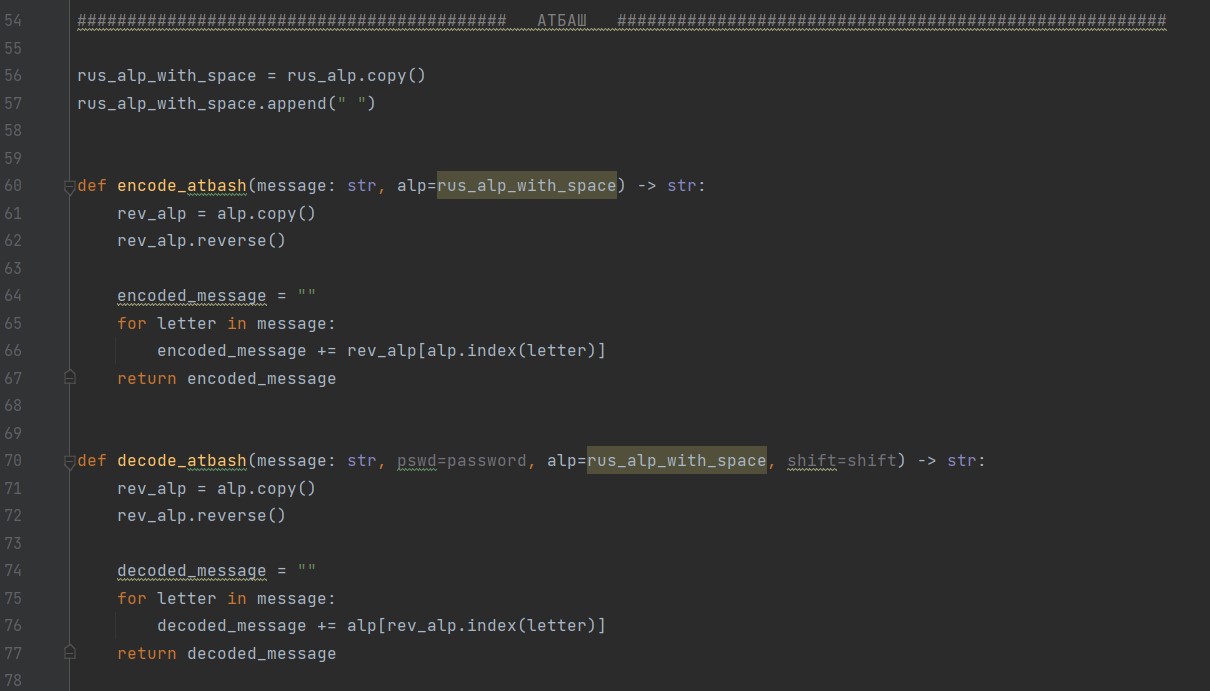 54 ########################################### АТБАШ #######################################################
55
56 rus_alp_with_space = rus_alp.copy()
57 rus_alp_with_space.append(" ")
58
59
60 def encode_atbash(message: str, alp=rus_alp_with_space) -> str:
61     rev_alp = alp.copy()
62     rev_alp.reverse()
63
64     encoded_message = ""
65     for letter in message:
66         encoded_message += rev_alp[alp.index(letter)]
67     return encoded_message
68
69
70 def decode_atbash(message: str, pswd=password, alp=rus_alp_with_space, shift=shift) -> str:
71     rev_alp = alp.copy()
72     rev_alp.reverse()
73
74     decoded_message = ""
75     for letter in message:
76         decoded_message += alp[rev_alp.index(letter)]
77     return decoded_message
78